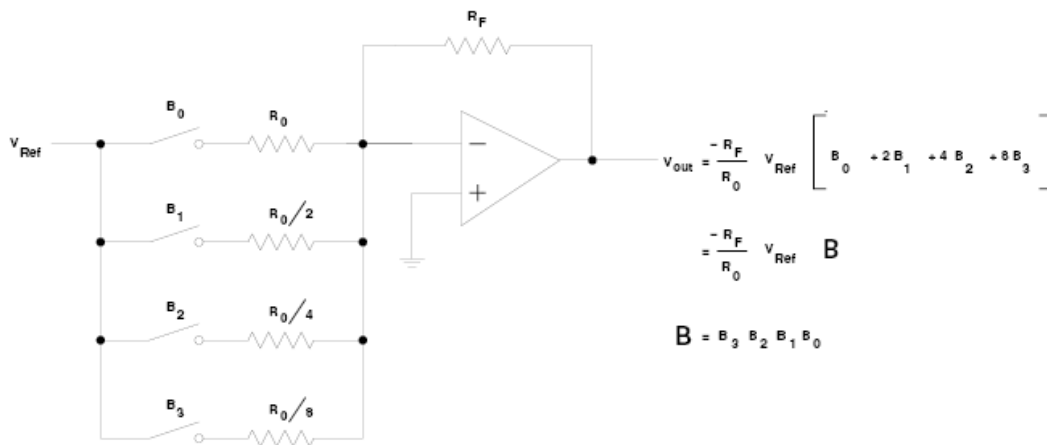 R_F
B_0 R_0
V_Ref
- +
V_out = -R_F/R_0 V_Ref [ B_0 + 2 B_1 + 4 B_2 + 8 B_3 ]
B_1 R_0/2
= -R_F/R_0 V_Ref B
B_2 R_0/4
B = B_3 B_2 B_1 B_0
B_3 R_0/8